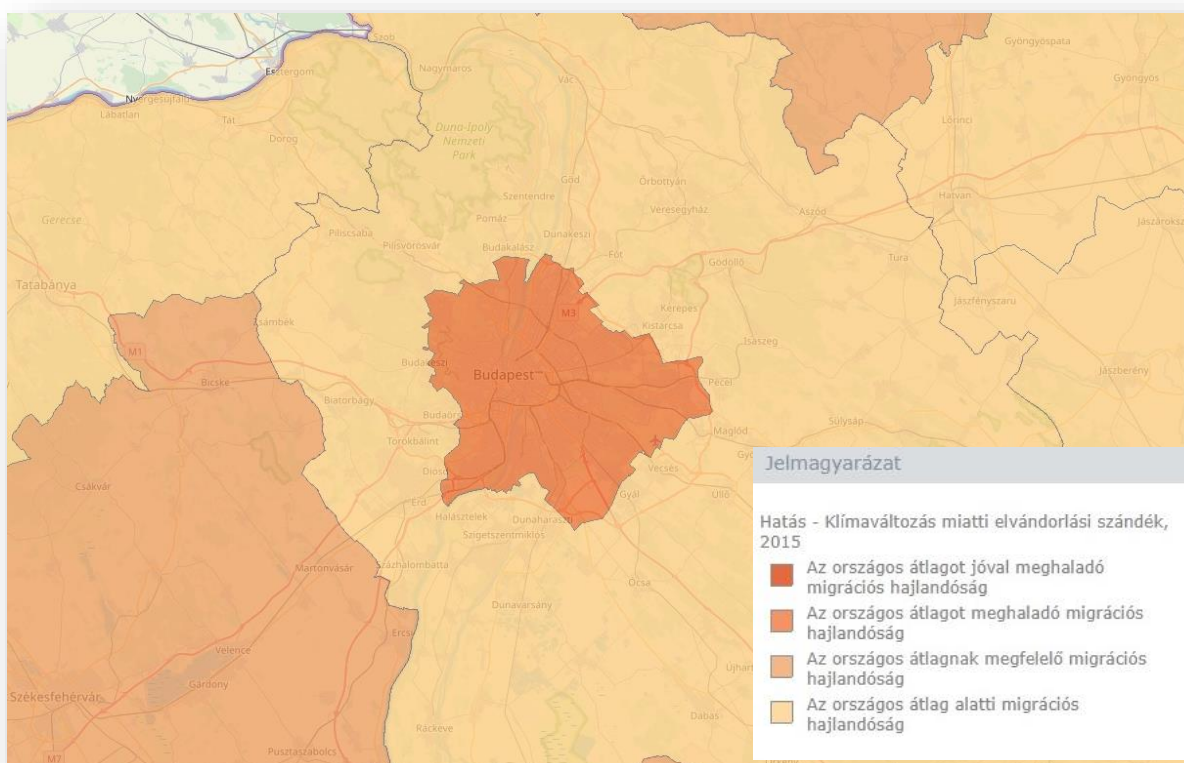 Szob
Gyöngyöspata
Nagymaros
Vác
Gyöngyös
Esztergom
Nyergesújfalu
Lábatlan
Tat
Dorog
Lőrinci
Duna-Ipoly
Nemzeti
Park
Göd
Őrbottyán
Szentendre
Hatvan
Veresegyház
Aszód
Gerecse
Pomáz
Piliscsaba
Dunakeszi
Pilisvörösvár
Budakalász
Fót
Tura
Gödöllő
Tatabánya
Jászfényszaru
Kerepes
M3
Zsámbék
Kistarcsa
Isaszeg
M1
Budakeszi
Budapest
Jászberény
Bicske
Pécel
Biatorbágy
Budaörs
Sülysáp
Törökbálint
Maglód
Diósd
Vecsés
Csákvár
Gyál
Üllő
Érd
Halásztelek
Dunaharaszti
Szigetszentmiklós
Martonvásár
Százhalombatta
Ócsa
Dunavarsány
Ercsi
Velence
Gárdony
Székesfehérvár
Ráckeve
Dabas
Pusztaszabolcs
M7
Jelmagyarázat
Hatás - Klímaváltozás miatti elvándorlási szándék,
2015
Az országos átlagot jóval meghaladó
migrációs hajlandóság
Az országos átlagot meghaladó migrációs
hajlandóság
Az országos átlagnak megfelelő migrációs
hajlandóság
Az országos átlag alatti migrációs
hajlandóság